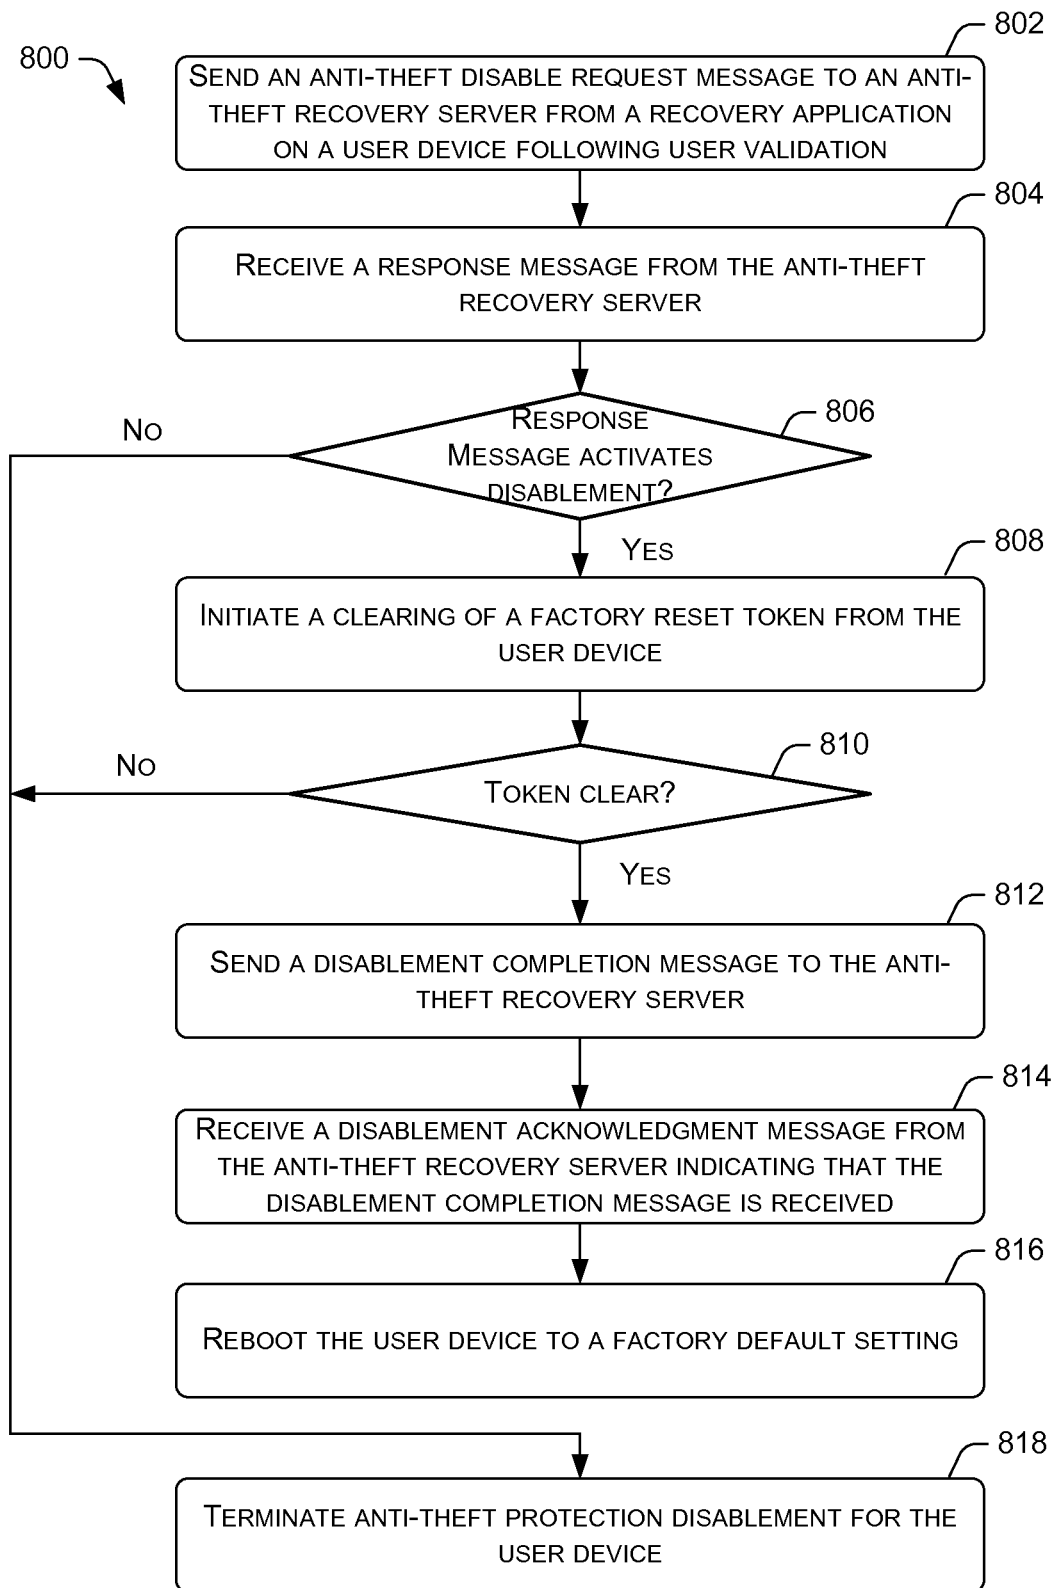 802
800
SEND AN ANTI-THEFT DISABLE REQUEST MESSAGE TO AN ANTI-
THEFT RECOVERY SERVER FROM A RECOVERY APPLICATION
ON A USER DEVICE FOLLOWING USER VALIDATION
804
RECEIVE A RESPONSE MESSAGE FROM THE ANTI-THEFT
RECOVERY SERVER
806
NO
RESPONSE
MESSAGE ACTIVATES
DISABLEMENT?
YES
808
INITIATE A CLEARING OF A FACTORY RESET TOKEN FROM THE
USER DEVICE
810
NO
TOKEN CLEAR?
YES
812
SEND A DISABLEMENT COMPLETION MESSAGE TO THE ANTI-
THEFT RECOVERY SERVER
814
RECEIVE A DISABLEMENT ACKNOWLEDGMENT MESSAGE FROM
THE ANTI-THEFT RECOVERY SERVER INDICATING THAT THE
DISABLEMENT COMPLETION MESSAGE IS RECEIVED
816
REBOOT THE USER DEVICE TO A FACTORY DEFAULT SETTING
818
TERMINATE ANTI-THEFT PROTECTION DISABLEMENT FOR THE
USER DEVICE